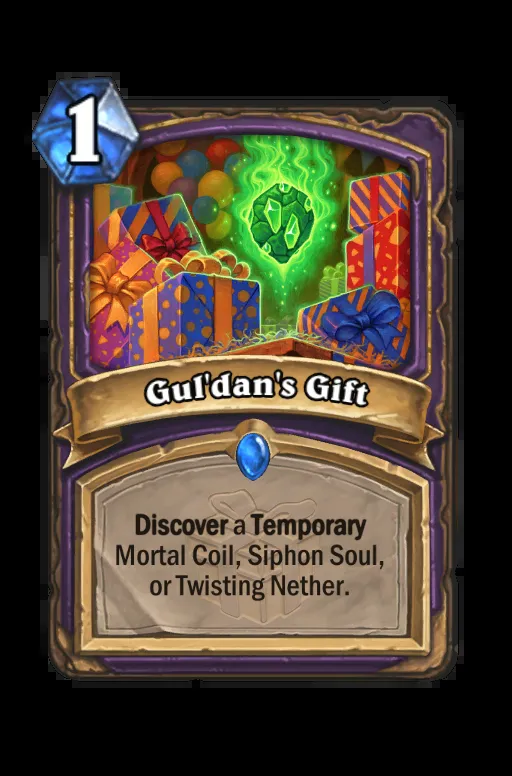 1
Gul'dan's Gift
Discover a Temporary
Mortal Coil, Siphon Soul,
or Twisting Nether.